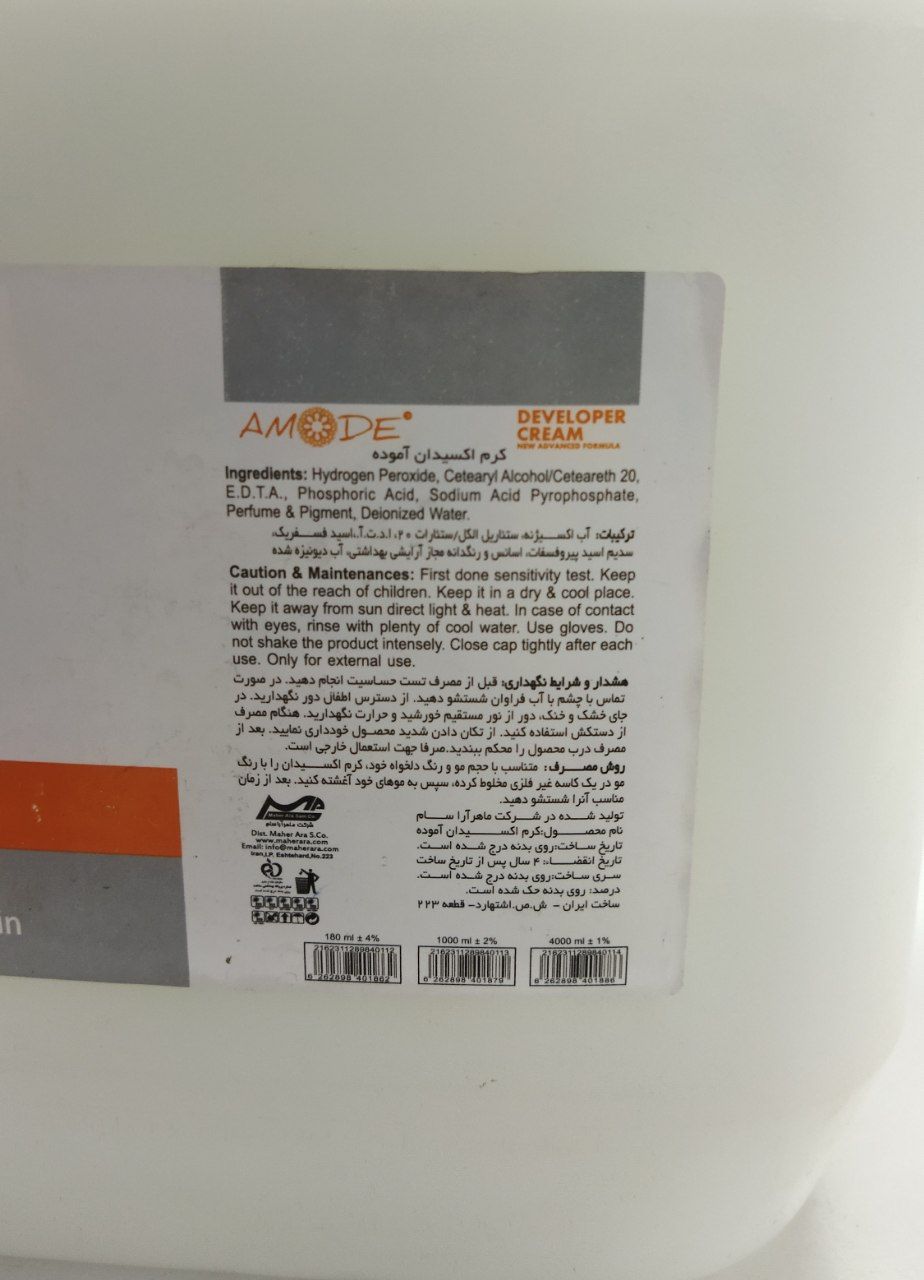 AMODE
DEVELOPER
CREAM
NEW ADVANCED FORMULA
کرم اکسیدان آموده
Ingredients: Hydrogen Peroxide, Cetearyl Alcohol/Ceteareth 20,
E.D.T.A., Phosphoric Acid, Sodium Acid Pyrophosphate,
Perfume & Pigment, Deionized Water.
ترکیبات: آب اکسیژنه، ستئاریل الکل/ستئارات ۲۰، ا.د.ت.آ.،اسید فسفریک،
سدیم اسید پیروفسفات، اسانس و رنگدانه مجاز آرایشی بهداشتی، آب دیونیزه شده
Caution & Maintenances: First done sensitivity test. Keep
it out of the reach of children. Keep it in a dry & cool place.
Keep it away from sun direct light & heat. In case of contact
with eyes, rinse with plenty of cool water. Use gloves. Do
not shake the product intensely. Close cap tightly after each
use. Only for external use.
هشدار و شرایط نگهداری: قبل از مصرف تست حساسیت انجام دهید. در صورت
تماس با چشم با آب فراوان شستشو دهید. از دسترس اطفال دور نگهدارید. در
جای خشک و خنک، دور از نور مستقیم خورشید و حرارت نگهدارید. هنگام مصرف
از دستکش استفاده کنید. از تکان دادن شدید محصول خودداری نمایید. بعد از
مصرف درب محصول را محکم ببندید.صرفا جهت استعمال خارجی است.
روش مصرف: متناسب با حجم مو و رنگ دلخواه خود، کرم اکسیدان را با رنگ
مو در یک کاسه غیر فلزی مخلوط کرده، سپس به موهای خود آغشته کنید. بعد از زمان
مناسب آنرا شستشو دهید.
تولید شده در شرکت ماهرآرا سام
نام محصول:کرم اکسیدان آموده
تاریخ ساخت:روی بدنه درج شده است.
تاریخ انقضاء: ۴ سال پس از تاریخ ساخت
سری ساخت:روی بدنه درج شده است.
درصد: روی بدنه حک شده است.
ساخت ایران - ش.ص.اشتهارد- قطعه ۲۲۳
Maher Ara Sam Co.
شرکت ماهرآرا سام
Dist. Maher Ara S.Co.
www.maherara.com
Email: info@maherara.com
Iran,I.P. Eshtehard,No.223
180 ml ± 4%
2162311289840112
6 262898 401862
1000 ml ± 2%
2162311289840113
6 262898 401879
4000 ml ± 1%
2162311289840114
6 262898 401886